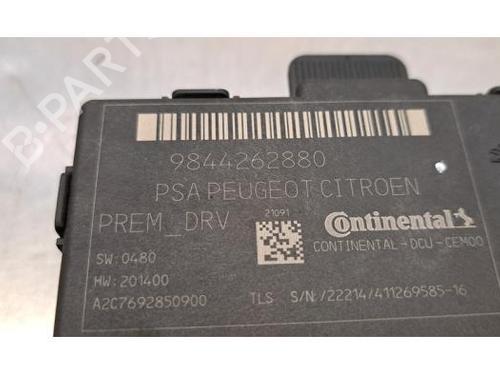 B-PARTS
9844262880
PSA PEUGEOT CITROEN
PREM_DRV
21091
Continental
CONTINENTAL-DCU-CEM00
SW:0480
HW:201400
A2C7692850900
TLS S/N:/22214/411269585-16